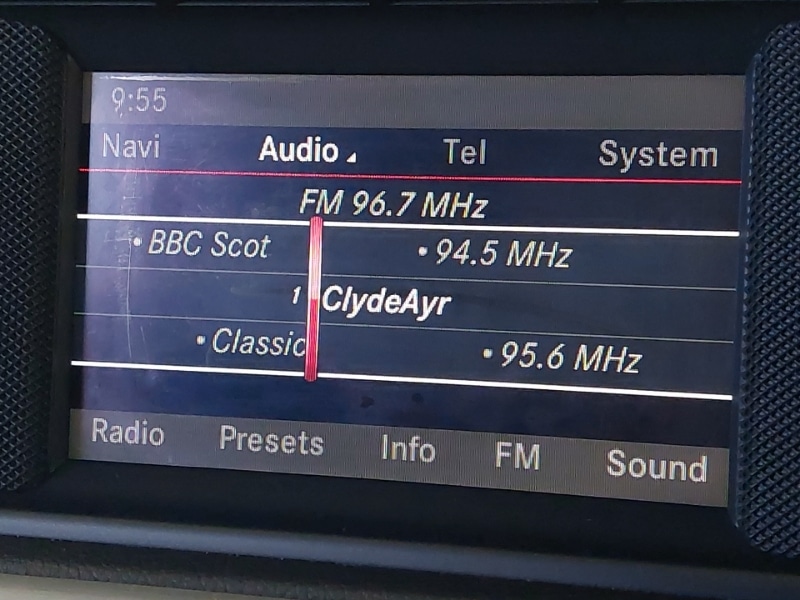 9:55
Navi Audio Tel System
FM 96.7 MHz
• BBC Scot • 94.5 MHz
1 ClydeAyr
• Classic • 95.6 MHz
Radio Presets Info FM Sound